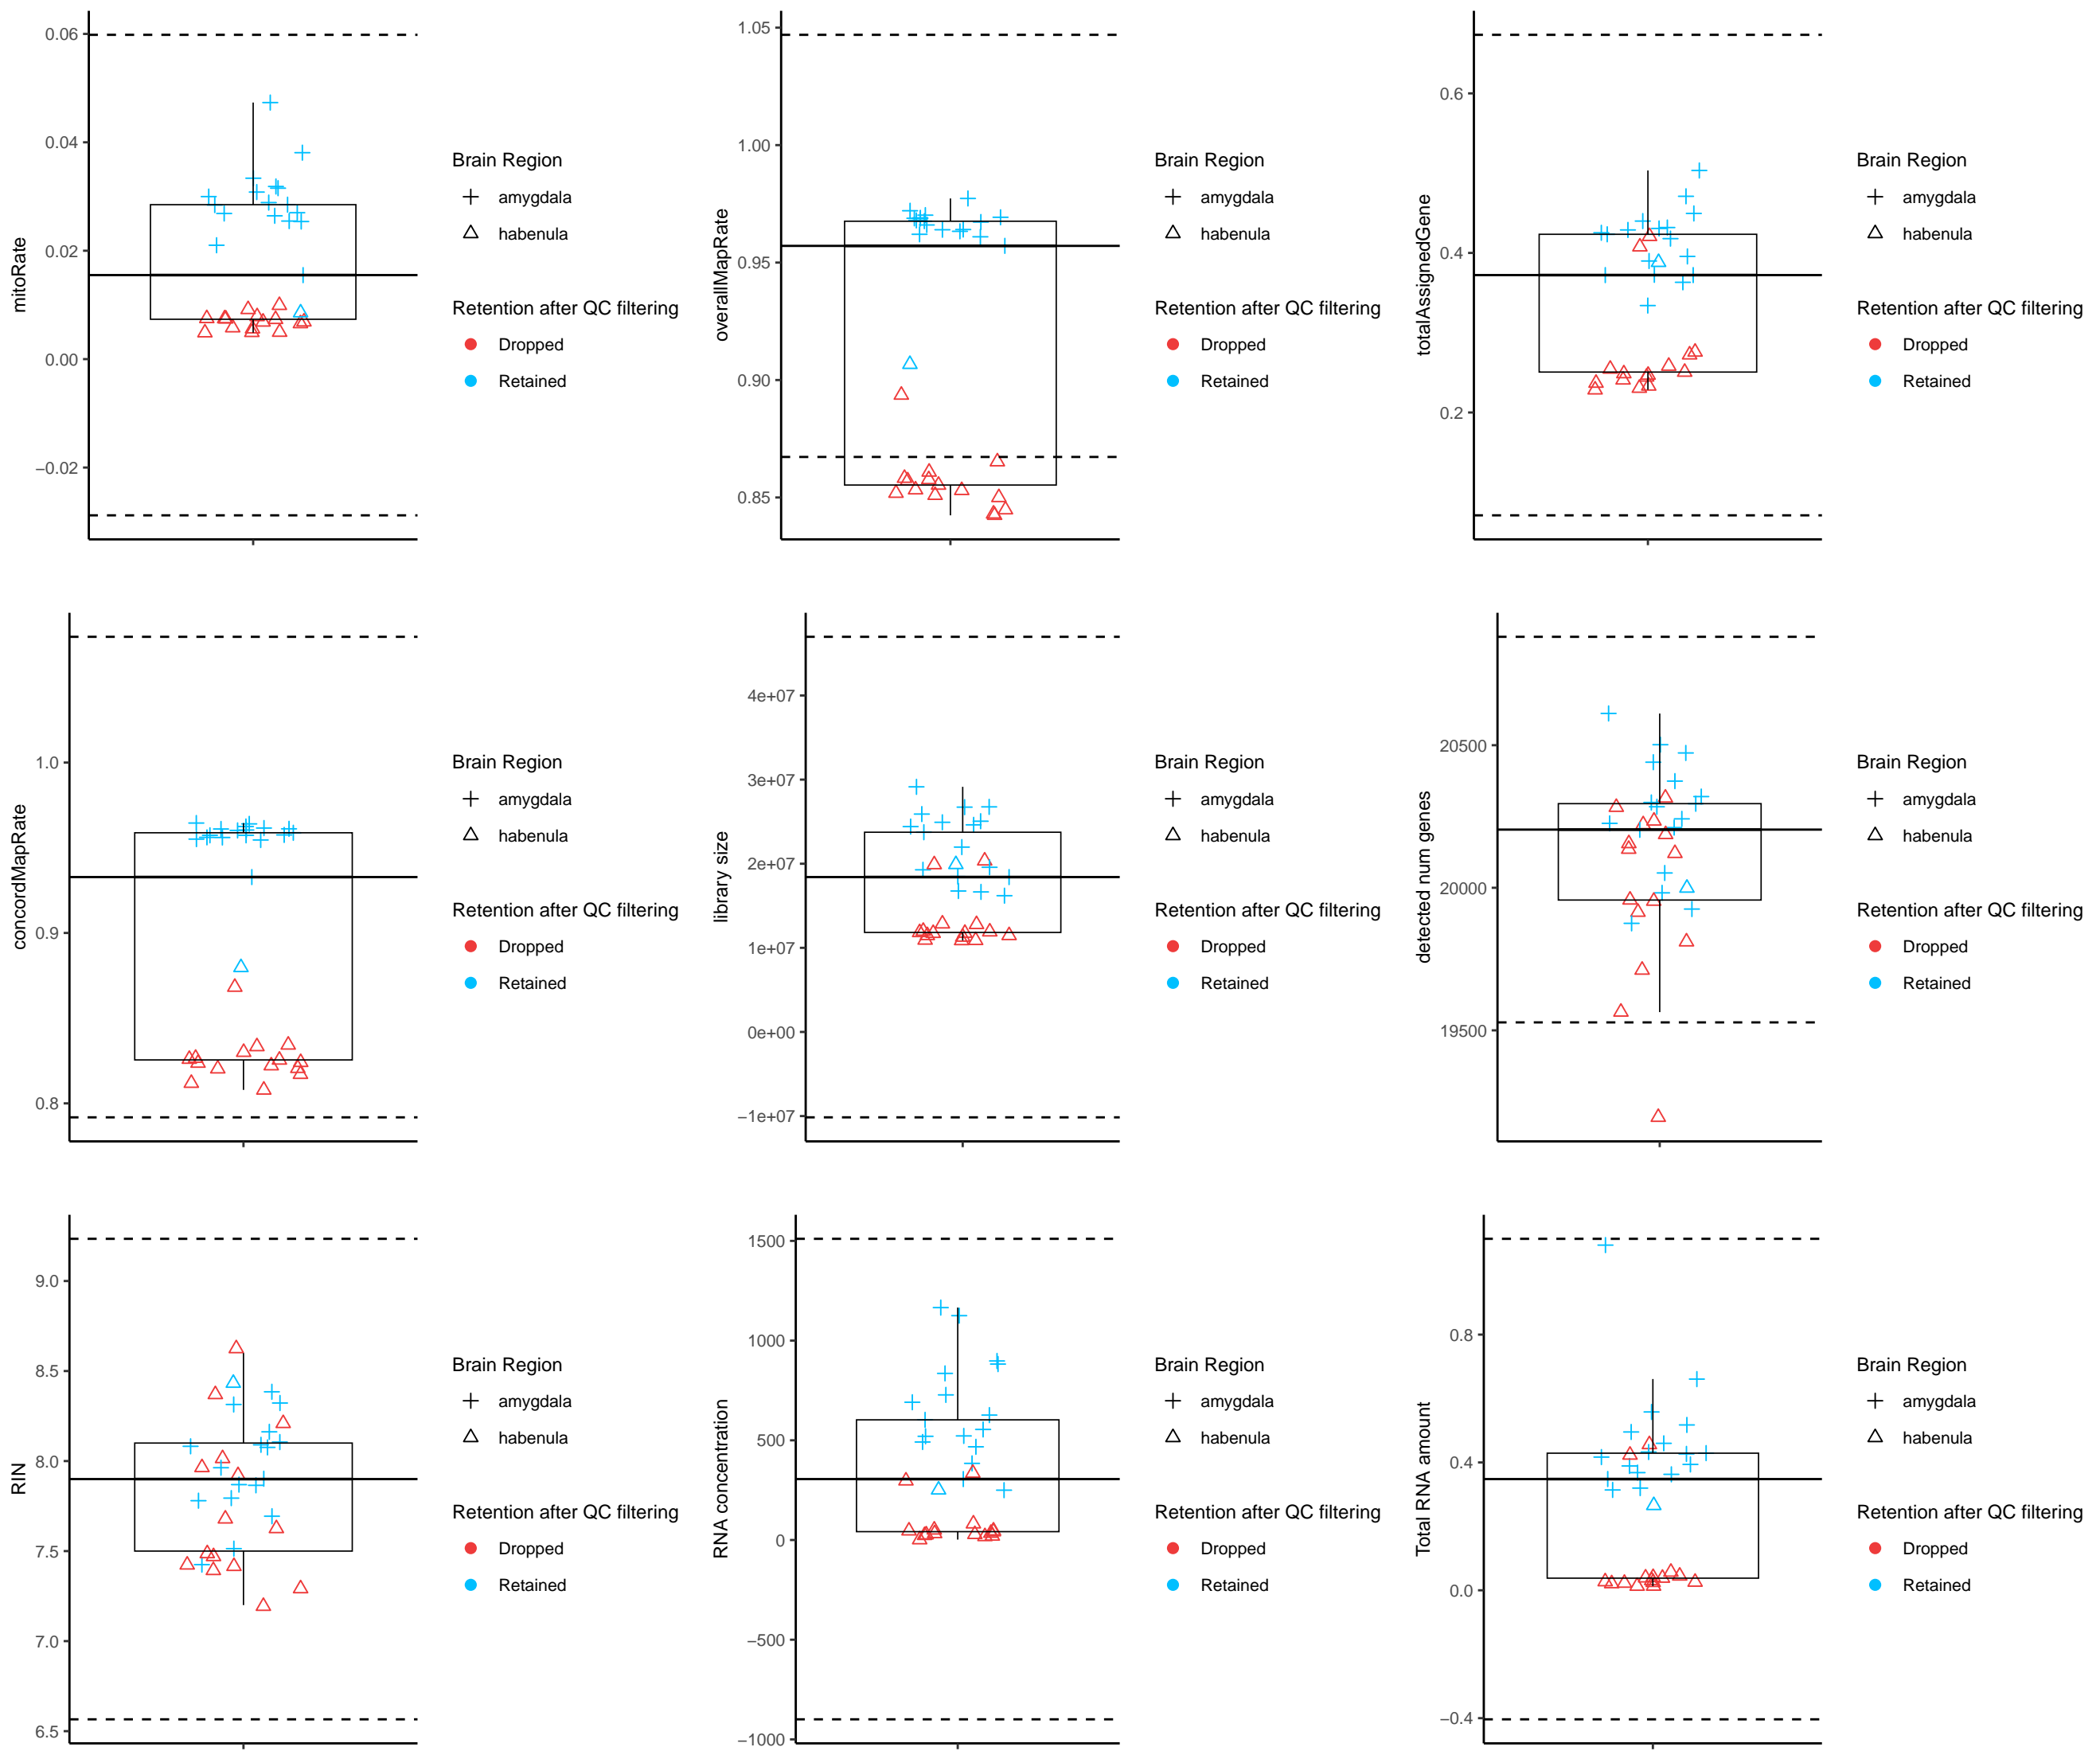 mitoRate
0.06
0.04
0.02
0.00
−0.02
Brain Region
amygdala
habenula
Retention after QC filtering
Dropped
Retained
overallMapRate
1.05
1.00
0.95
0.90
0.85
Brain Region
amygdala
habenula
Retention after QC filtering
Dropped
Retained
totalAssignedGene
0.6
0.4
0.2
Brain Region
amygdala
habenula
Retention after QC filtering
Dropped
Retained
concordMapRate
1.0
0.9
0.8
Brain Region
amygdala
habenula
Retention after QC filtering
Dropped
Retained
library size
4e+07
3e+07
2e+07
1e+07
0e+00
−1e+07
Brain Region
amygdala
habenula
Retention after QC filtering
Dropped
Retained
detected num genes
20500
20000
19500
Brain Region
amygdala
habenula
Retention after QC filtering
Dropped
Retained
RIN
9.0
8.5
8.0
7.5
7.0
6.5
Brain Region
amygdala
habenula
Retention after QC filtering
Dropped
Retained
RNA concentration
1500
1000
500
0
−500
−1000
Brain Region
amygdala
habenula
Retention after QC filtering
Dropped
Retained
Total RNA amount
0.8
0.4
0.0
−0.4
Brain Region
amygdala
habenula
Retention after QC filtering
Dropped
Retained